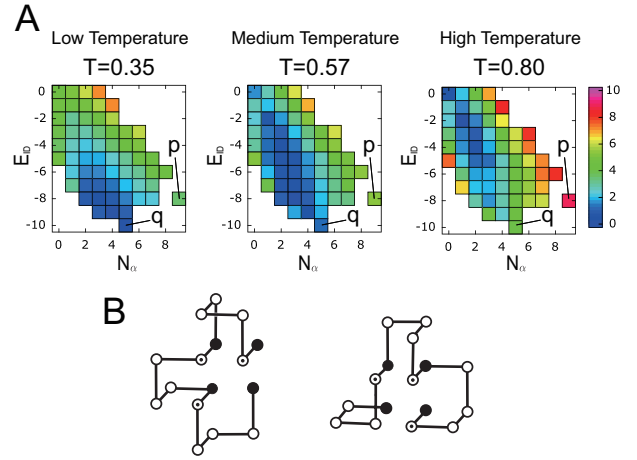 A
Low Temperature
Medium Temperature
High Temperature
T=0.35
T=0.57
T=0.80
0
-2
-4
-6
-8
-10
E_ID
0 2 4 6 8
N_α
p
q
0
-2
-4
-6
-8
-10
0 2 4 6 8
N_α
p
q
0
-2
-4
-6
-8
-10
0 2 4 6 8
N_α
p
q
10
8
6
4
2
0
E_ID
B